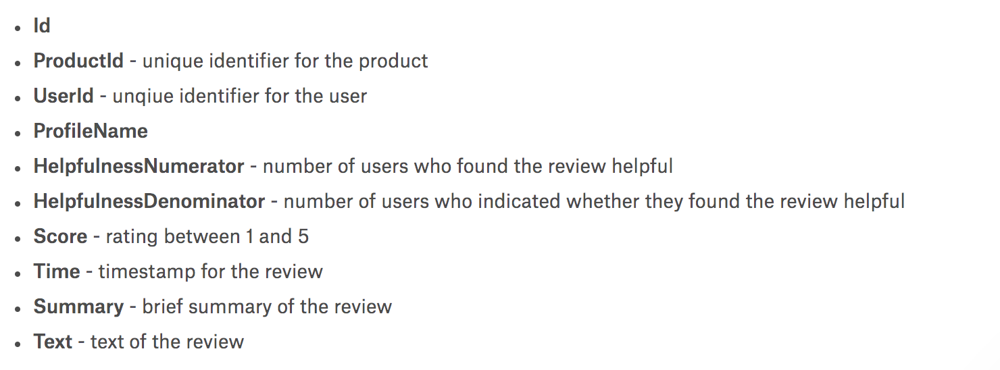 • Id
• ProductId - unique identifier for the product
• UserId - unqiue identifier for the user
• ProfileName
• HelpfulnessNumerator - number of users who found the review helpful
• HelpfulnessDenominator - number of users who indicated whether they found the review helpful
• Score - rating between 1 and 5
• Time - timestamp for the review
• Summary - brief summary of the review
• Text - text of the review